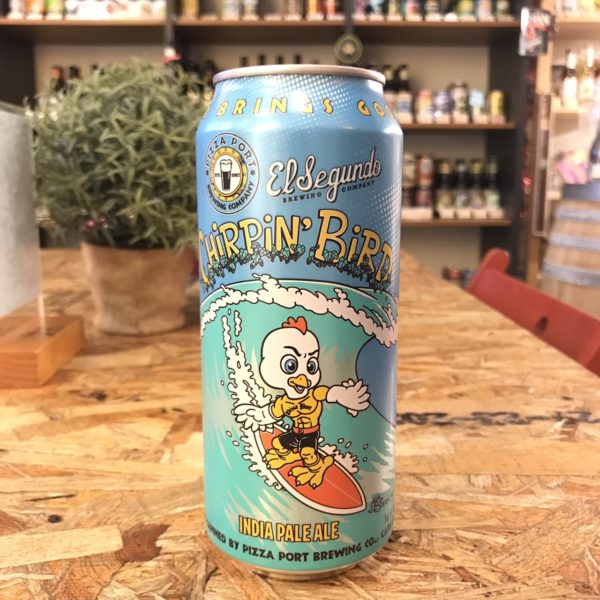 BRINGS GO
PIZZA PORT
BREWING COMPANY
El Segundo
BREWING COMPANY
CHIRPiN' BiRD
INDIA PALE ALE
CANNED BY PIZZA PORT BREWING CO.,